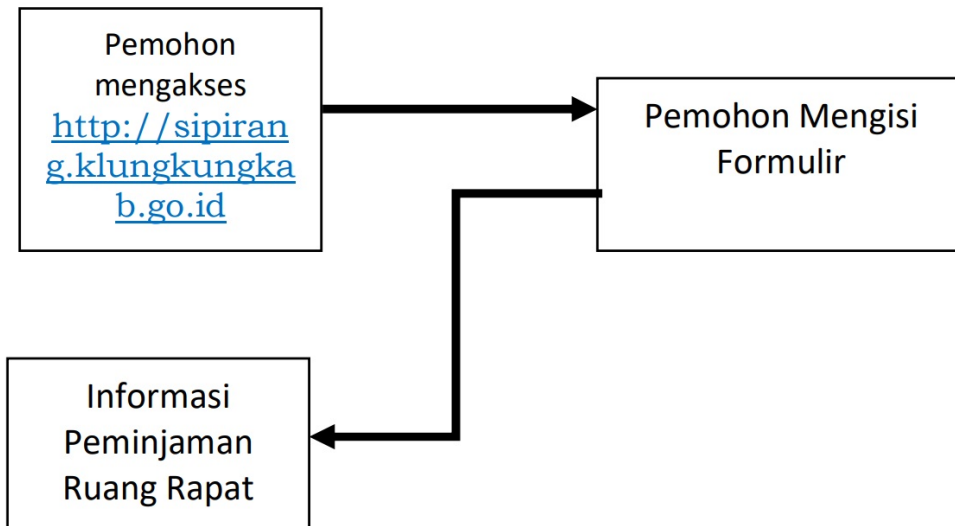 Pemohon
mengakses
http://sipiran
g.klungkungka
b.go.id
Pemohon Mengisi
Formulir
Informasi
Peminjaman
Ruang Rapat